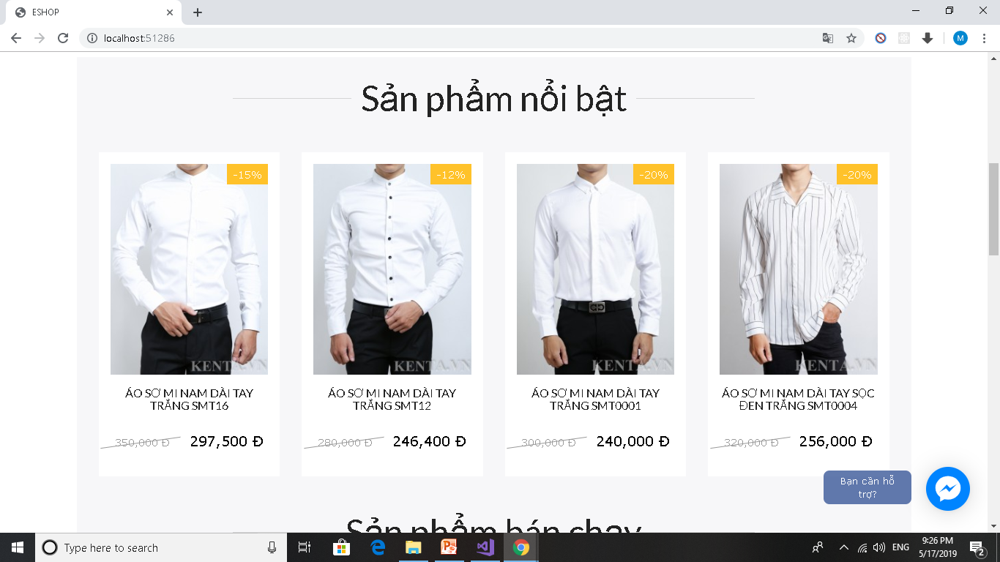 ESHOP
localhost:51286
M
Sản phẩm nổi bật
-15%
-12%
-20%
-20%
KENTA.VN
KENTA.VN
KENTA.VN
KENTA.VN
ÁO SƠ MI NAM DÀI TAY
TRẮNG SMT16
ÁO SƠ MI NAM DÀI TAY
TRẮNG SMT12
ÁO SƠ MI NAM DÀI TAY
TRẮNG SMT0001
ÁO SƠ MI NAM DÀI TAY SỌC
ĐEN TRẮNG SMT0004
350,000 Đ 297,500 Đ
280,000 Đ 246,400 Đ
300,000 Đ 240,000 Đ
320,000 Đ 256,000 Đ
Bạn cần hỗ
trợ?
Sản phẩm bán chạy
Type here to search
ENG
9:26 PM
5/17/2019
2